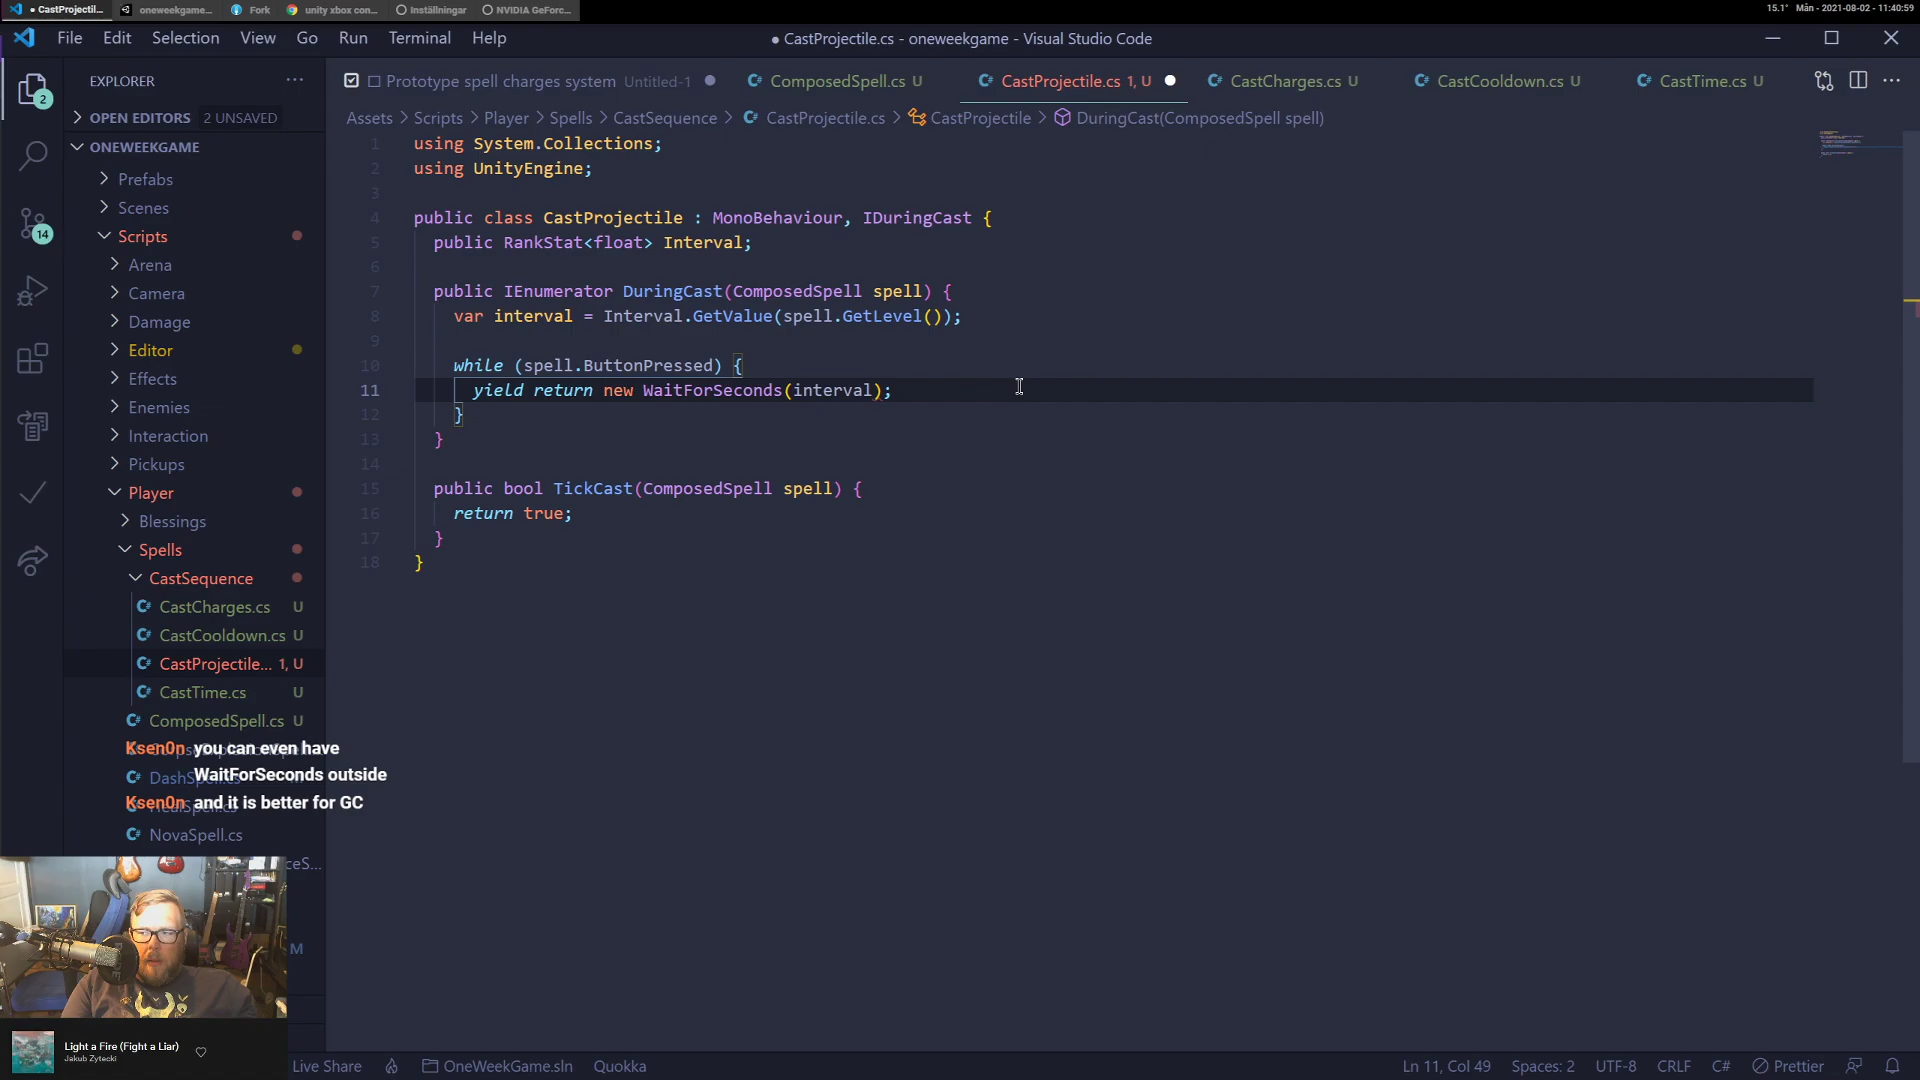 CastProjectil...
oneweekgame...
Fork
unity xbox con...
Inställningar
NVIDIA GeForc...
15.1° Mån - 2021-08-02 - 11:40:59
File Edit Selection View Go Run Terminal Help
● CastProjectile.cs - oneweekgame - Visual Studio Code
EXPLORER
Prototype spell charges system Untitled-1
ComposedSpell.cs U
CastProjectile.cs 1, U
CastCharges.cs U
CastCooldown.cs U
CastTime.cs U
OPEN EDITORS 2 UNSAVED
Assets > Scripts > Player > Spells > CastSequence > CastProjectile.cs > CastProjectile > DuringCast(ComposedSpell spell)
ONEWEEKGAME
Prefabs
Scenes
Scripts
Arena
Camera
Damage
Editor
Effects
Enemies
Interaction
Pickups
Player
Blessings
Spells
CastSequence
CastCharges.cs U
CastCooldown.cs U
CastProjectile... 1, U
CastTime.cs U
ComposedSpell.cs U
DashSpell.cs
NovaSpell.cs
2
14
1 using System.Collections;
2 using UnityEngine;
3
4 public class CastProjectile : MonoBehaviour, IDuringCast {
5 public RankStat<float> Interval;
6
7 public IEnumerator DuringCast(ComposedSpell spell) {
8 var interval = Interval.GetValue(spell.GetLevel());
9
10 while (spell.ButtonPressed) {
11 yield return new WaitForSeconds(interval);
12 }
13 }
14
15 public bool TickCast(ComposedSpell spell) {
16 return true;
17 }
18 }
Ksen0n you can even have
WaitForSeconds outside
Ksen0n and it is better for GC
M
Light a Fire (Fight a Liar)
Jakub Zytecki
Live Share OneWeekGame.sln Quokka
Ln 11, Col 49 Spaces: 2 UTF-8 CRLF C# Prettier